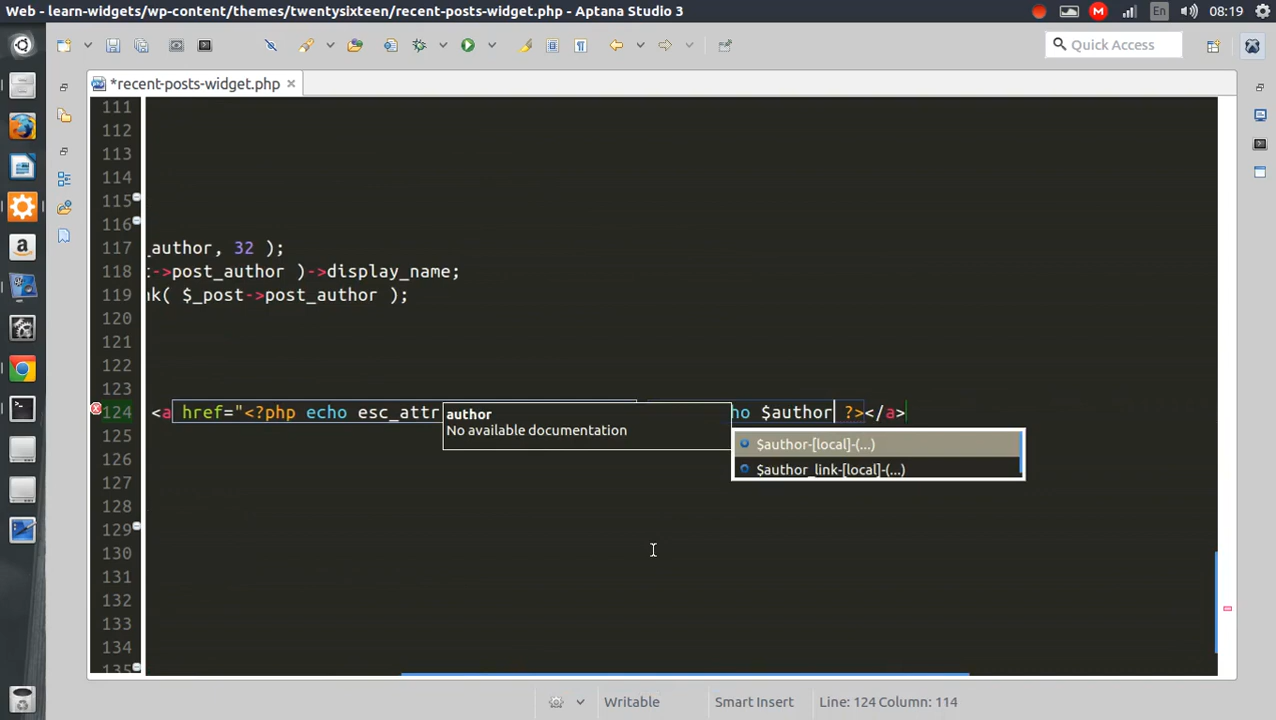 Web - learn-widgets/wp-content/themes/twentysixteen/recent-posts-widget.php - Aptana Studio 3
En
08:19
Quick Access
*recent-posts-widget.php
111
112
113
114
115
116
117 _author, 32 );
118 ->post_author )->display_name;
119 nk( $_post->post_author );
120
121
122
123
124 <a href="<?php echo esc_attr ho $author ?></a>
author
No available documentation
$author-[local]-(...)
$author_link-[local]-(...)
125
126
127
128
129
130
131
132
133
134
135
Writable
Smart Insert
Line: 124 Column: 114